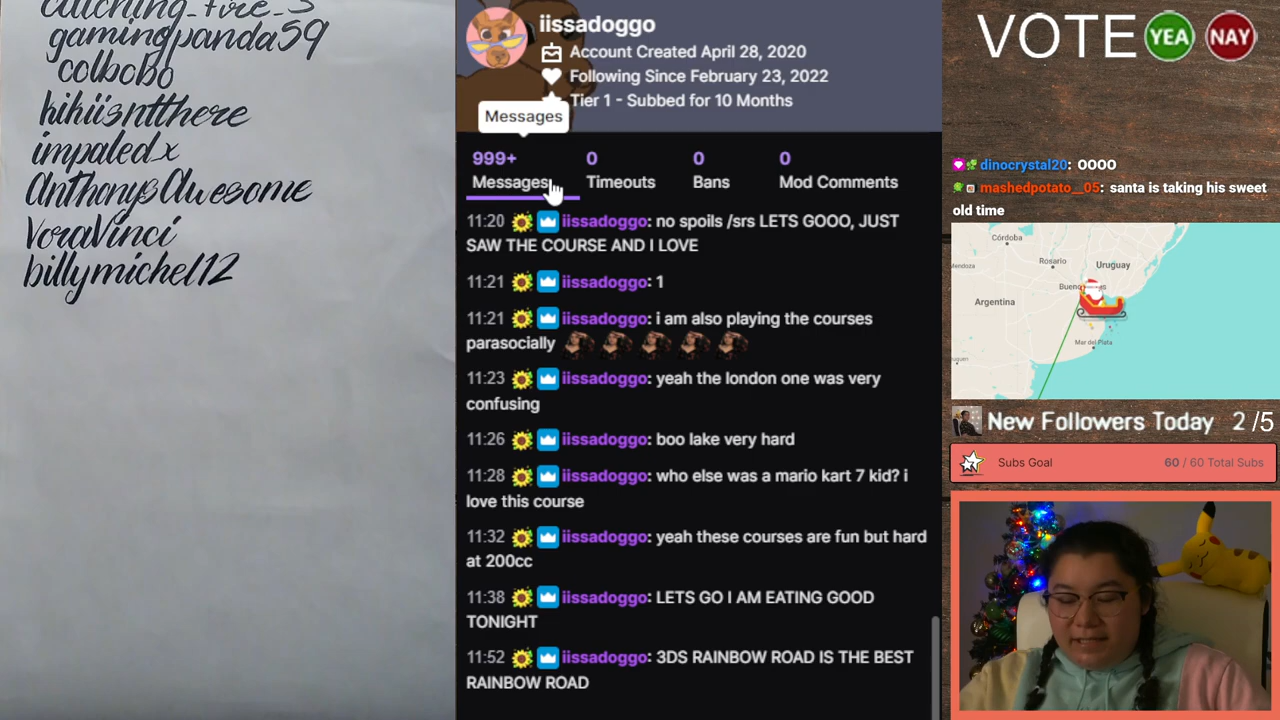 catching_fire_3
gamingpanda59
colbobo
kikiisntthere
impaled_x
AnthonysAwesome
VoraVinci
billymichel12
iissadoggo
Account Created April 28, 2020
Following Since February 23, 2022
Tier 1 - Subbed for 10 Months
Messages
999+
Messages
0
Timeouts
0
Bans
0
Mod Comments
11:20 iissadoggo: no spoils /srs LETS GOOO, JUST
SAW THE COURSE AND I LOVE
11:21 iissadoggo: 1
11:21 iissadoggo: i am also playing the courses
parasocially
11:23 iissadoggo: yeah the london one was very
confusing
11:26 iissadoggo: boo lake very hard
11:28 iissadoggo: who else was a mario kart 7 kid? i
love this course
11:32 iissadoggo: yeah these courses are fun but hard
at 200cc
11:38 iissadoggo: LETS GO I AM EATING GOOD
TONIGHT
11:52 iissadoggo: 3DS RAINBOW ROAD IS THE BEST
RAINBOW ROAD
VOTE YEA NAY
dinocrystal20: OOOO
mashedpotato__05: santa is taking his sweet
old time
Córdoba
Mendoza
Rosario
Uruguay
Argentina
Mar del Plata
New Followers Today 2 /5
Subs Goal 60 / 60 Total Subs